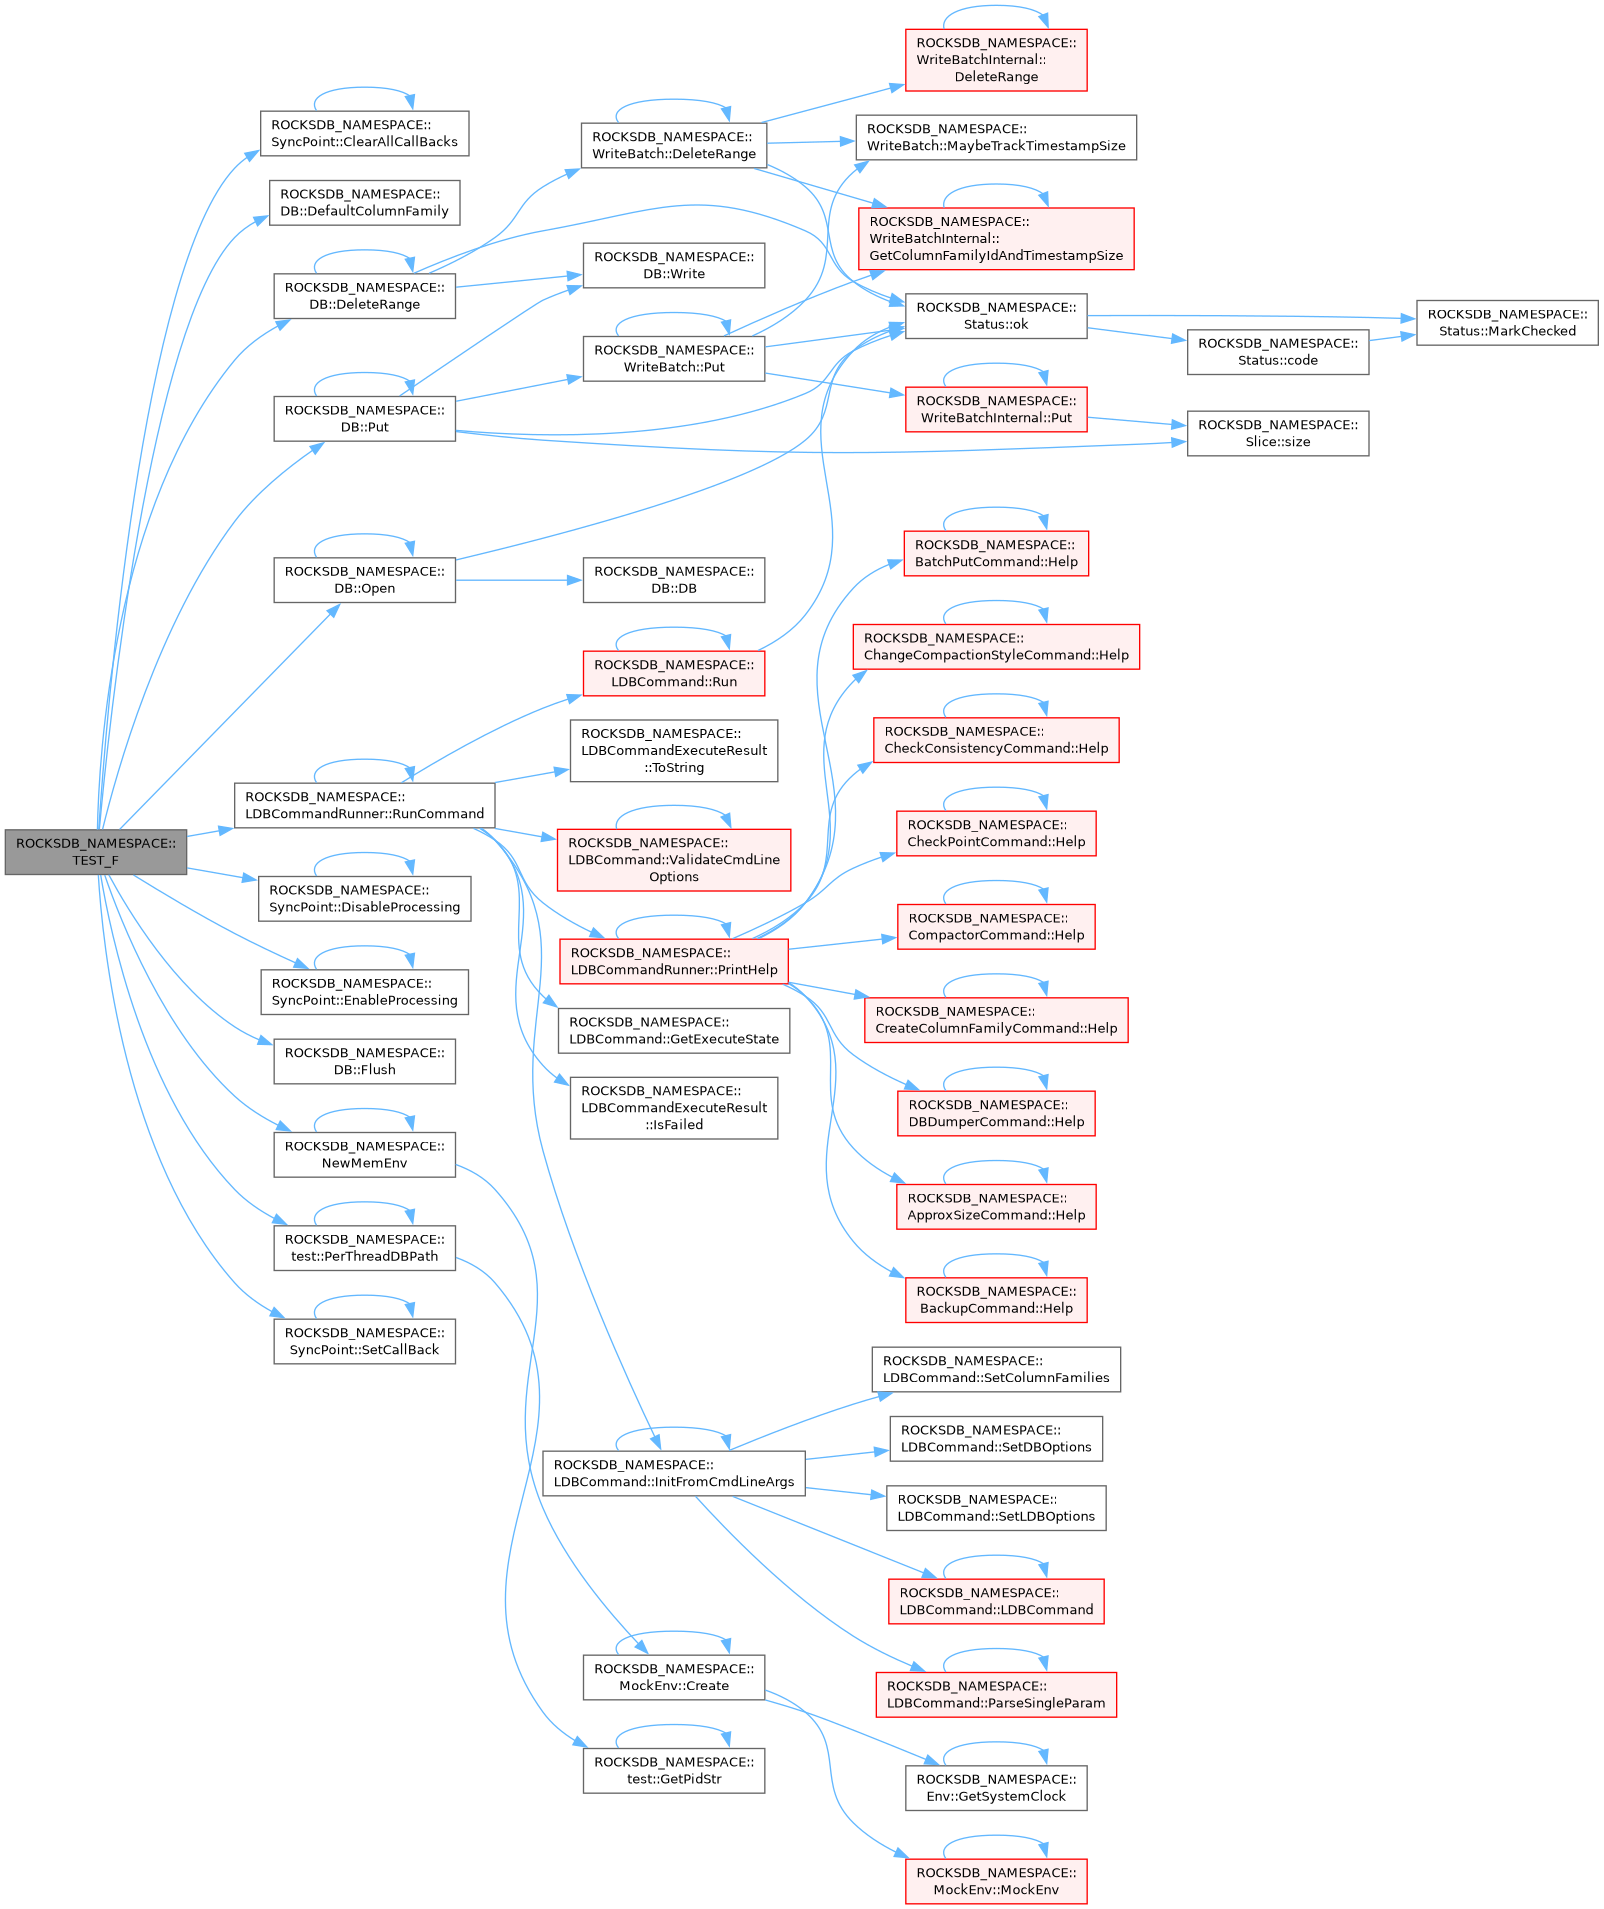 ROCKSDB_NAMESPACE::
TEST_F
ROCKSDB_NAMESPACE::
SyncPoint::ClearAllCallBacks
ROCKSDB_NAMESPACE::
DB::DefaultColumnFamily
ROCKSDB_NAMESPACE::
DB::DeleteRange
ROCKSDB_NAMESPACE::
DB::Put
ROCKSDB_NAMESPACE::
DB::Open
ROCKSDB_NAMESPACE::
LDBCommandRunner::RunCommand
ROCKSDB_NAMESPACE::
SyncPoint::DisableProcessing
ROCKSDB_NAMESPACE::
SyncPoint::EnableProcessing
ROCKSDB_NAMESPACE::
DB::Flush
ROCKSDB_NAMESPACE::
NewMemEnv
ROCKSDB_NAMESPACE::
test::PerThreadDBPath
ROCKSDB_NAMESPACE::
SyncPoint::SetCallBack
ROCKSDB_NAMESPACE::
WriteBatch::DeleteRange
ROCKSDB_NAMESPACE::
DB::Write
ROCKSDB_NAMESPACE::
WriteBatch::Put
ROCKSDB_NAMESPACE::
DB::DB
ROCKSDB_NAMESPACE::
LDBCommand::Run
ROCKSDB_NAMESPACE::
LDBCommandExecuteResult
::ToString
ROCKSDB_NAMESPACE::
LDBCommand::ValidateCmdLine
Options
ROCKSDB_NAMESPACE::
LDBCommandRunner::PrintHelp
ROCKSDB_NAMESPACE::
LDBCommand::GetExecuteState
ROCKSDB_NAMESPACE::
LDBCommandExecuteResult
::IsFailed
ROCKSDB_NAMESPACE::
LDBCommand::InitFromCmdLineArgs
ROCKSDB_NAMESPACE::
MockEnv::Create
ROCKSDB_NAMESPACE::
test::GetPidStr
ROCKSDB_NAMESPACE::
WriteBatchInternal::
DeleteRange
ROCKSDB_NAMESPACE::
WriteBatch::MaybeTrackTimestampSize
ROCKSDB_NAMESPACE::
WriteBatchInternal::
GetColumnFamilyIdAndTimestampSize
ROCKSDB_NAMESPACE::
Status::ok
ROCKSDB_NAMESPACE::
WriteBatchInternal::Put
ROCKSDB_NAMESPACE::
BatchPutCommand::Help
ROCKSDB_NAMESPACE::
ChangeCompactionStyleCommand::Help
ROCKSDB_NAMESPACE::
CheckConsistencyCommand::Help
ROCKSDB_NAMESPACE::
CheckPointCommand::Help
ROCKSDB_NAMESPACE::
CompactorCommand::Help
ROCKSDB_NAMESPACE::
CreateColumnFamilyCommand::Help
ROCKSDB_NAMESPACE::
DBDumperCommand::Help
ROCKSDB_NAMESPACE::
ApproxSizeCommand::Help
ROCKSDB_NAMESPACE::
BackupCommand::Help
ROCKSDB_NAMESPACE::
LDBCommand::SetColumnFamilies
ROCKSDB_NAMESPACE::
LDBCommand::SetDBOptions
ROCKSDB_NAMESPACE::
LDBCommand::SetLDBOptions
ROCKSDB_NAMESPACE::
LDBCommand::LDBCommand
ROCKSDB_NAMESPACE::
LDBCommand::ParseSingleParam
ROCKSDB_NAMESPACE::
Env::GetSystemClock
ROCKSDB_NAMESPACE::
MockEnv::MockEnv
ROCKSDB_NAMESPACE::
Status::code
ROCKSDB_NAMESPACE::
Slice::size
ROCKSDB_NAMESPACE::
Status::MarkChecked